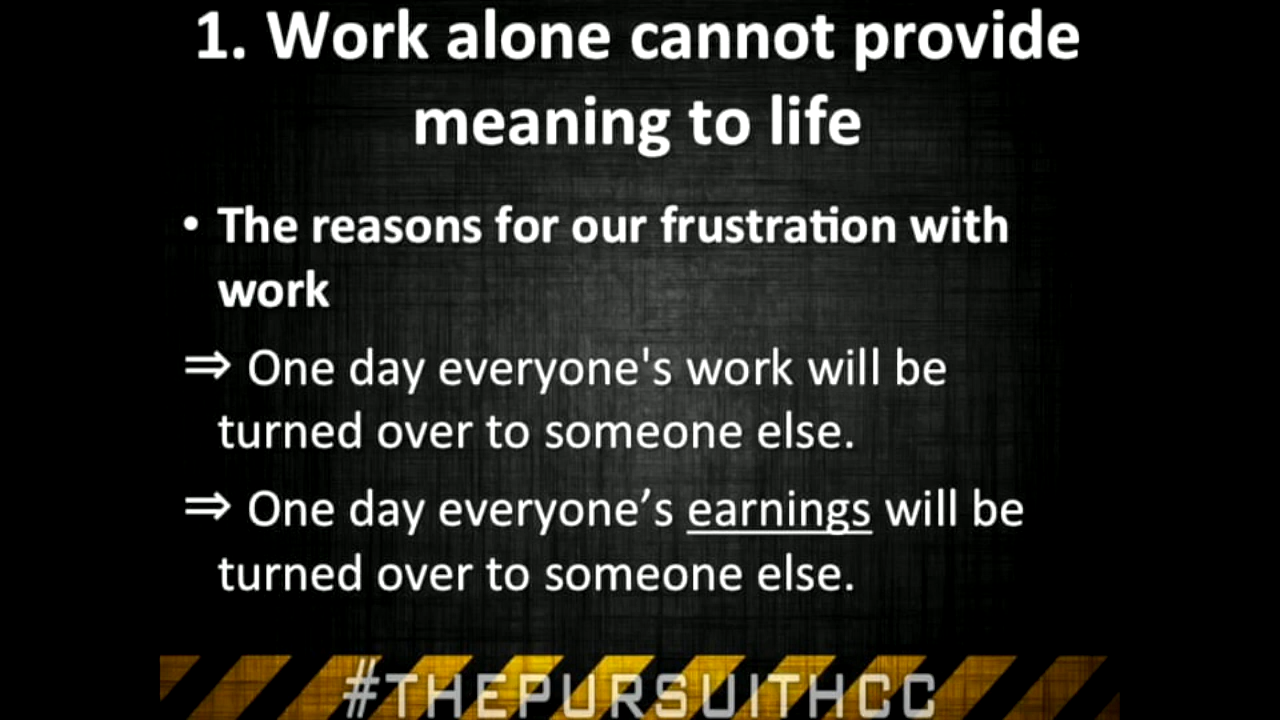 1. Work alone cannot provide
meaning to life
• The reasons for our frustration with
work
⇒ One day everyone's work will be
turned over to someone else.
⇒ One day everyone’s earnings will be
turned over to someone else.
#THEPURSUITHCC